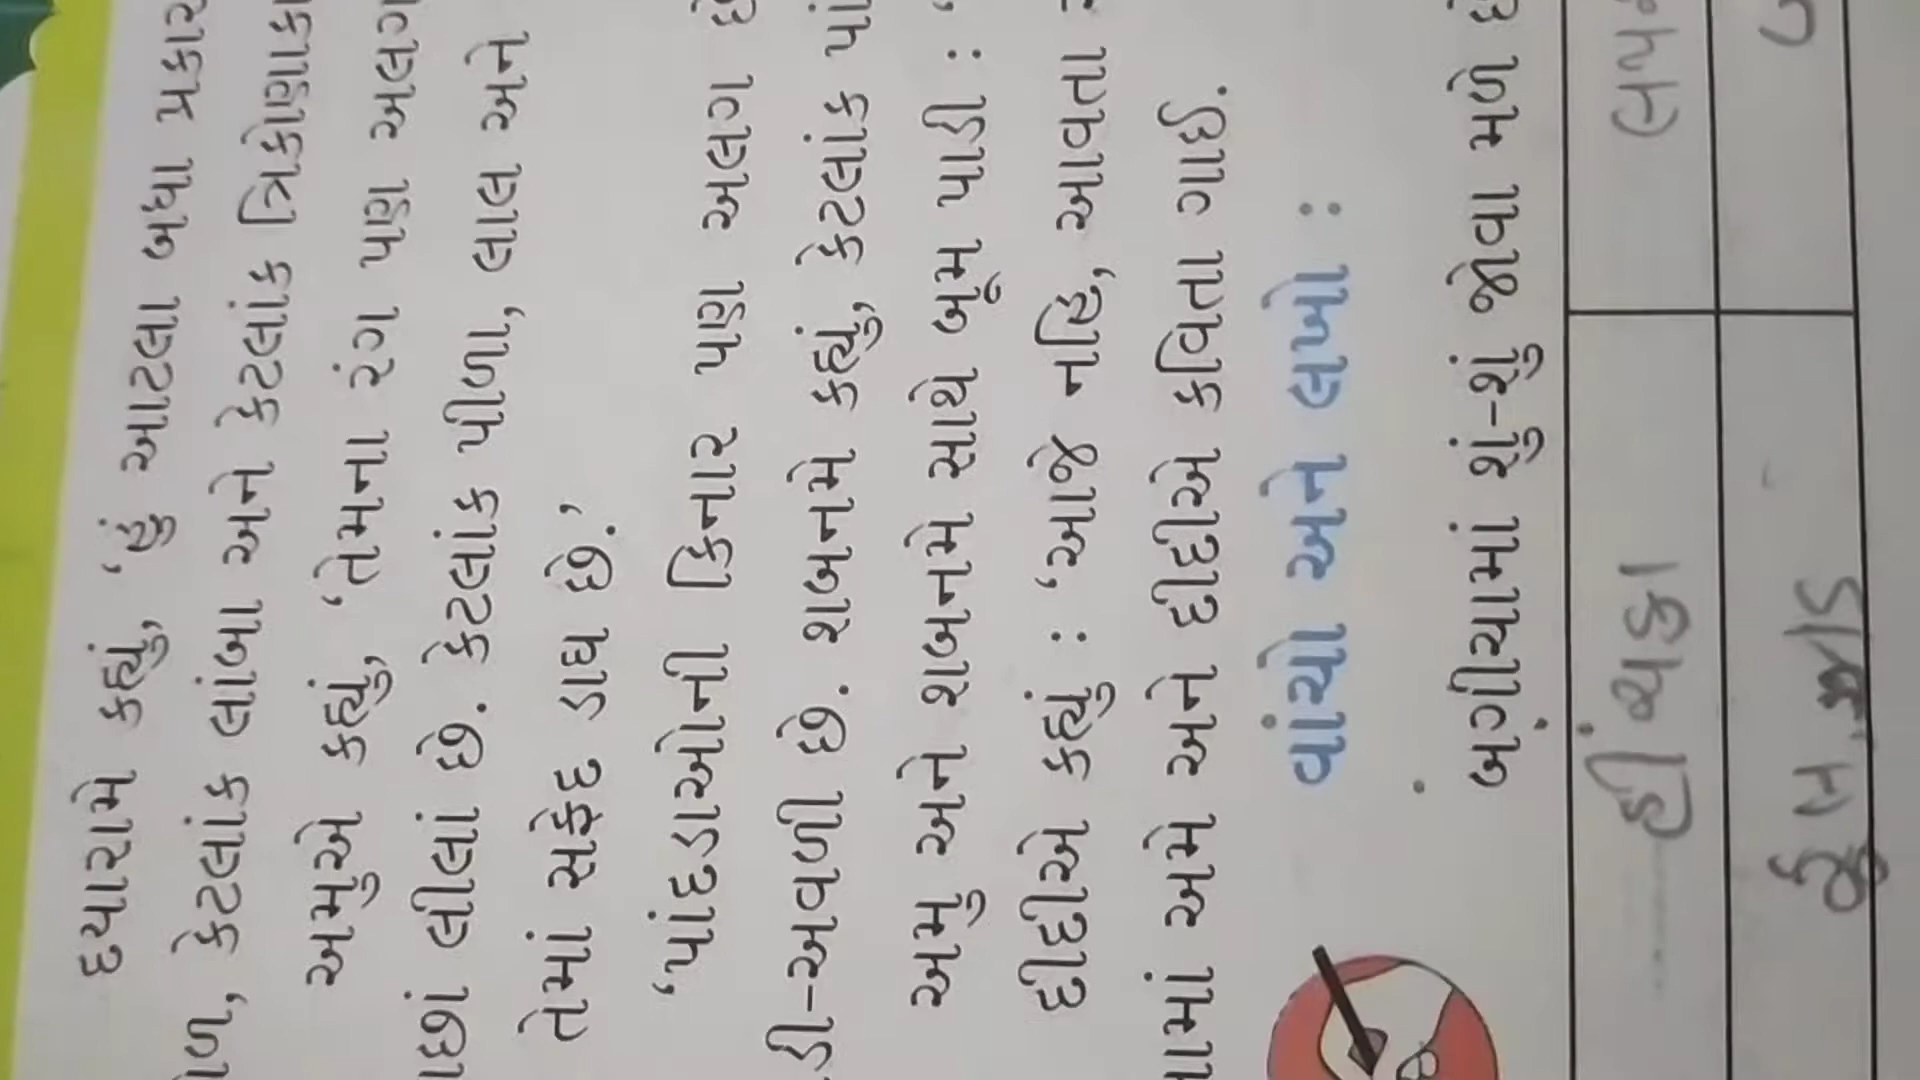 દયારામે કહ્યું, ‘હું આટલા બધા પ્રકાર
ળ, કેટલાંક લાંબા અને કેટલાંક ત્રિકોણાકા
અમુએ કહ્યું, ‘તેમના રંગ પણ અલગ
ાછાં લીલાં છે. કેટલાંક પીળા, લાલ અને
તેમાં સફેદ ડાઘ છે.’
‘પાંદડાઓની કિનાર પણ અલગ છે
ડી-અવળી છે. શબનમે કહ્યું, કેટલાંક પાં
અમુ અને શબનમે સાથે બૂમ પાડી : ‘
દીદીએ કહ્યું : ‘આજે નહિ, આવતા
ામાં અમે અને દીદીએ કવિતા ગાઈ.
વાંચો અને લખો :
બગીચામાં શું-શું જોવા મળે છે
હીંચકા